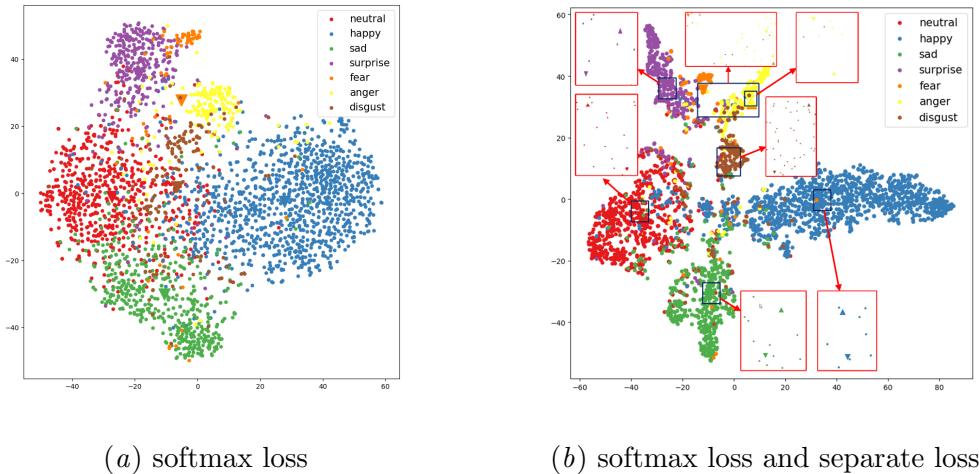 neutral
happy
sad
surprise
fear
anger
disgust
40
20
0
−20
−40
−40
−20
0
20
40
60
(a) softmax loss
neutral
happy
sad
surprise
fear
anger
disgust
60
40
20
0
−20
−40
−60
−40
−20
0
20
40
60
80
(b) softmax loss and separate loss